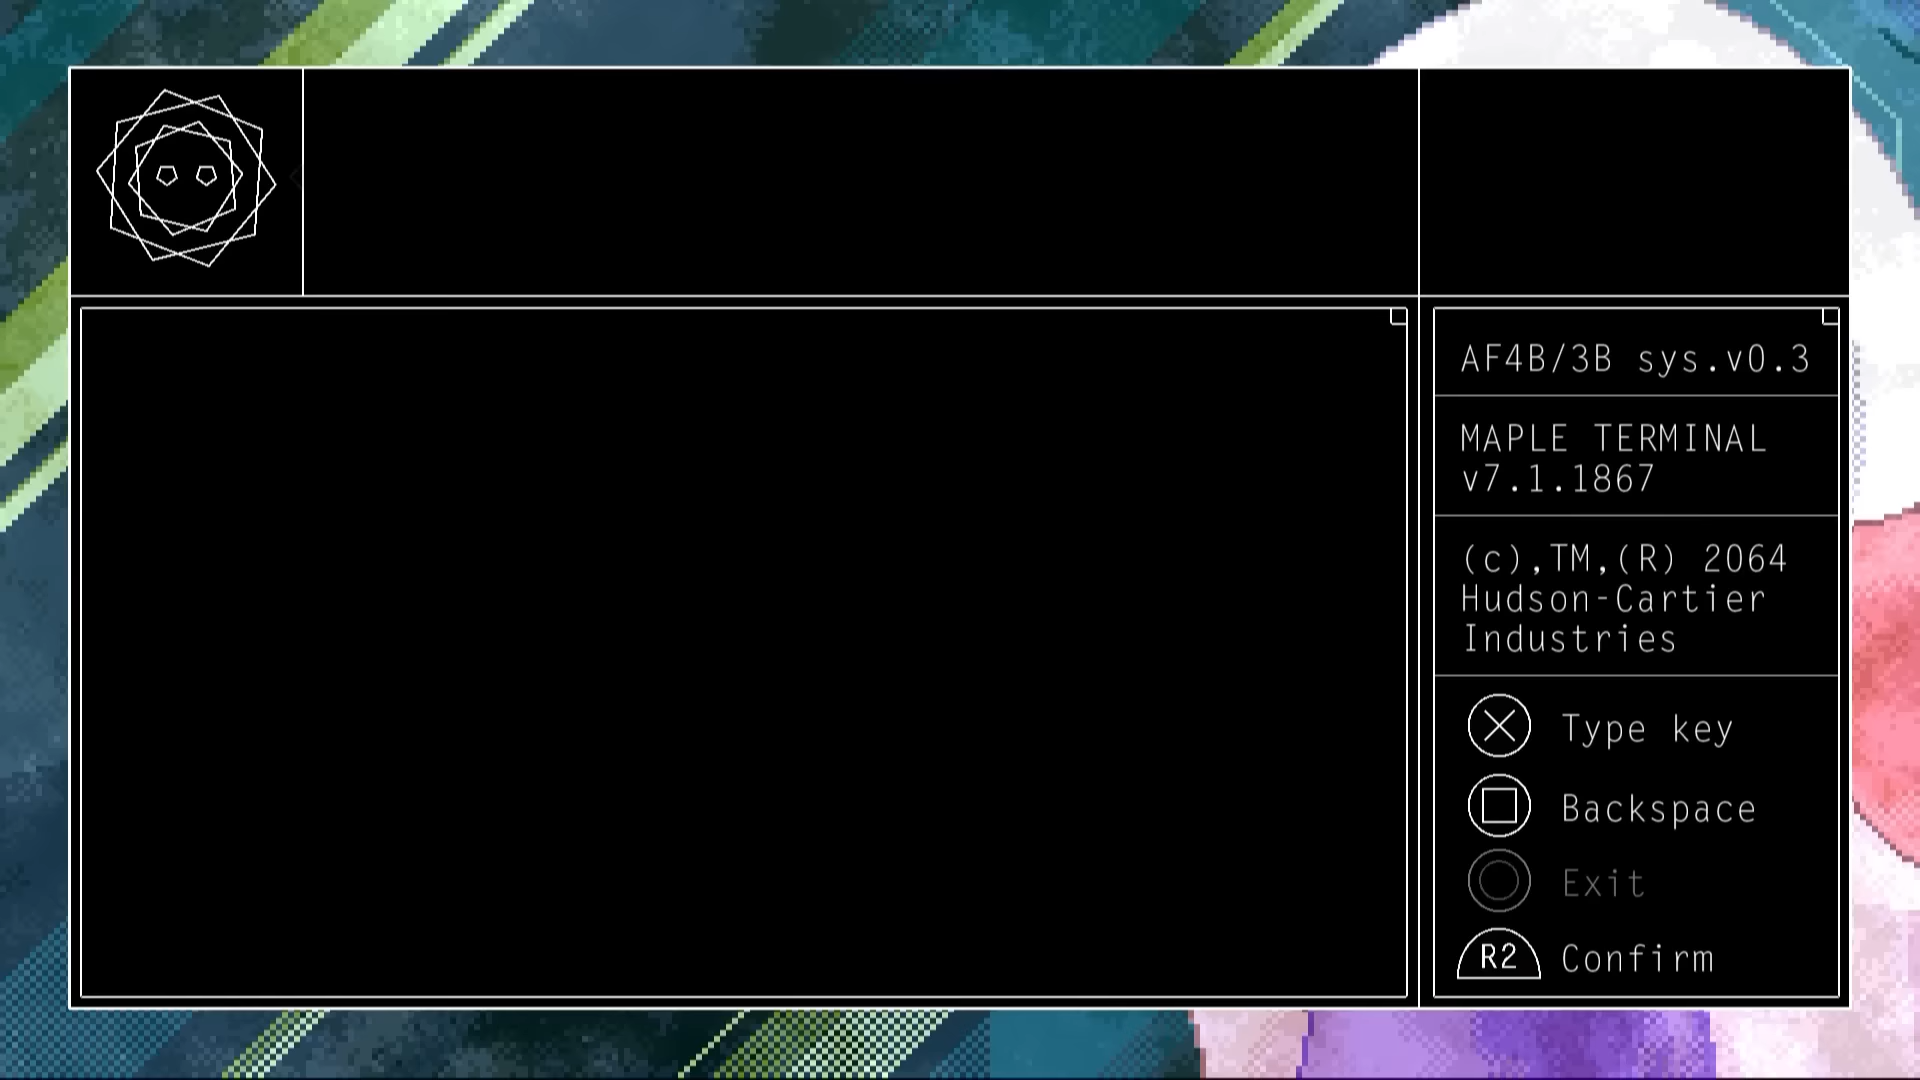 AF4B/3B sys.v0.3
MAPLE TERMINAL
v7.1.1867
(c),TM,(R) 2064
Hudson-Cartier
Industries
Type key
Backspace
Exit
R2 Confirm